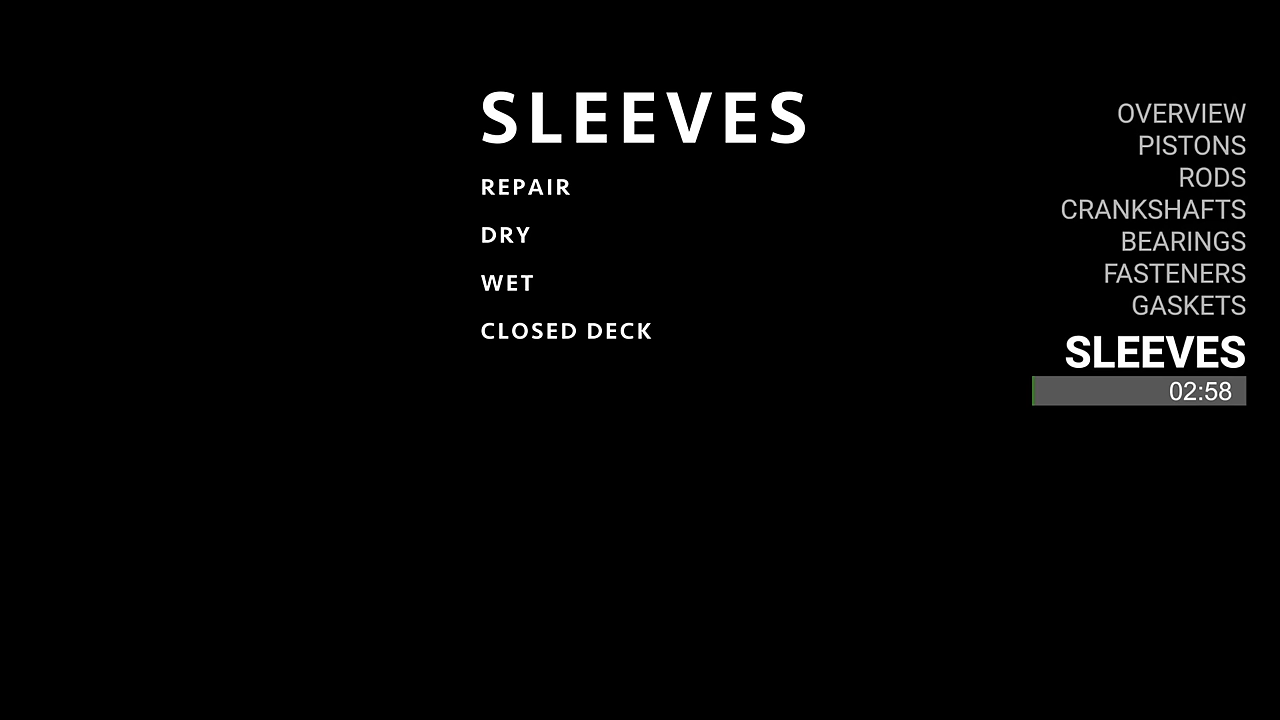 SLEEVES
REPAIR
DRY
WET
CLOSED DECK
OVERVIEW
PISTONS
RODS
CRANKSHAFTS
BEARINGS
FASTENERS
GASKETS
SLEEVES
02:58